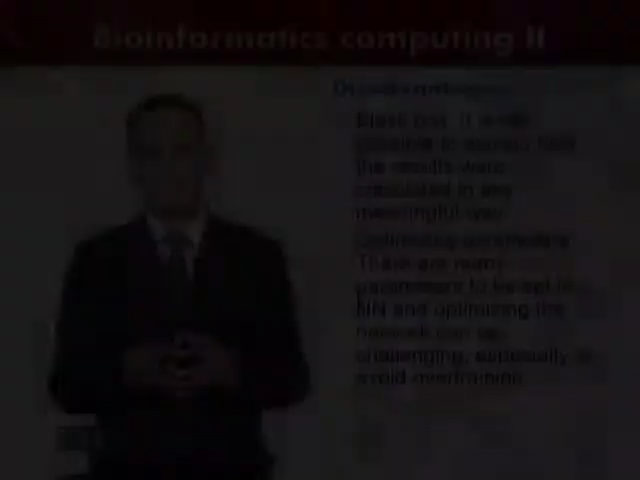 Bioinformatics computing II
Disadvantages
Black box: It is not
possible to explain how
the results were
calculated in any
meaningful way.
Optimizing parameters:
There are many
parameters to be set in a
NN and optimizing the
network can be
challenging, especially to
avoid overtraining.